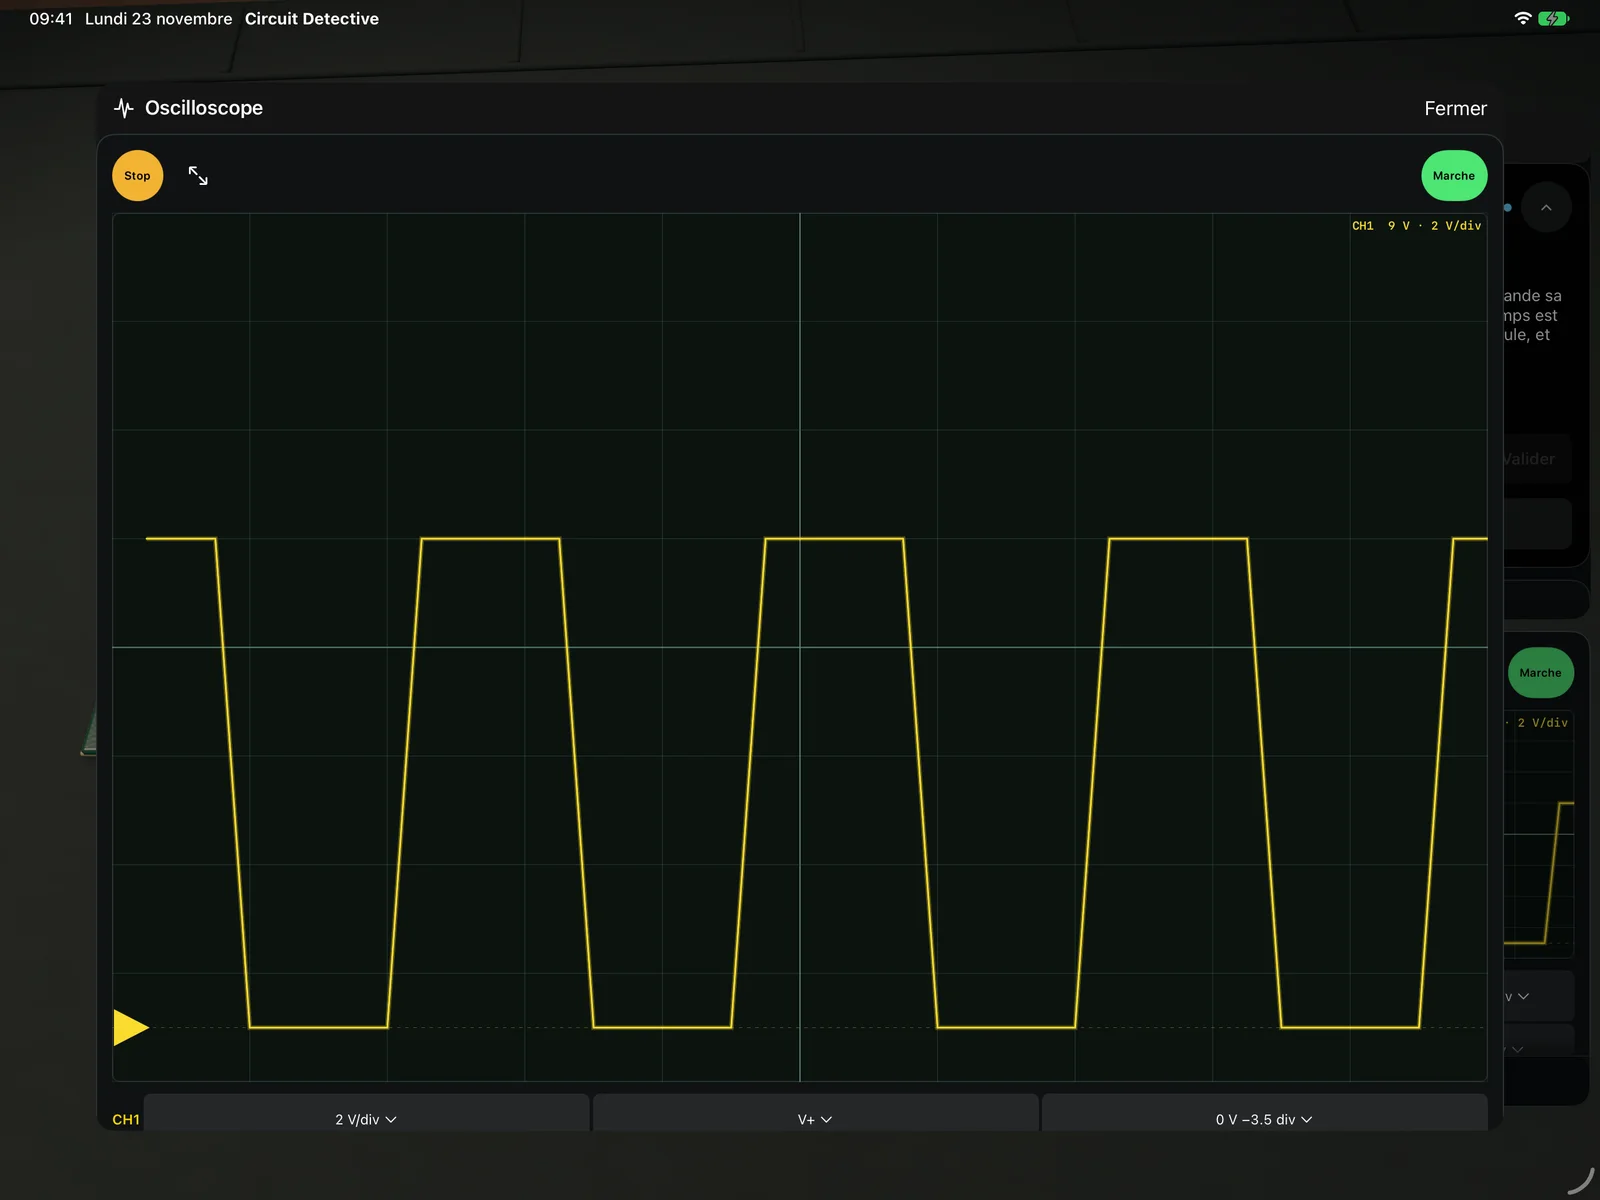 09:41 Lundi 23 novembre Circuit Detective
Oscilloscope
Fermer
Stop
Marche
CH1 9 V · 2 V/div
ande sa
mps est
ule, et
Valider
Marche
· 2 V/div
v
CH1
2 V/div
V+
0 V −3.5 div